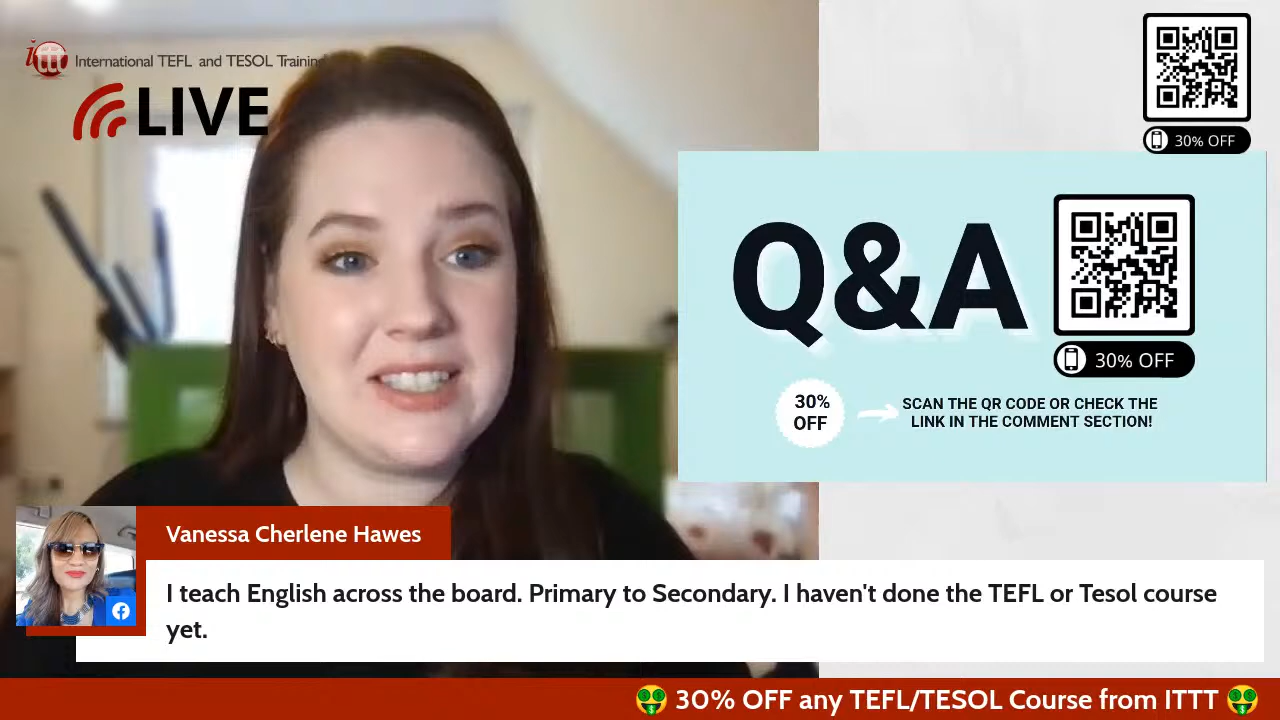 ittt International TEFL and TESOL Training
LIVE
30% OFF
Q&A
30% OFF
30%
OFF
SCAN THE QR CODE OR CHECK THE
LINK IN THE COMMENT SECTION!
Vanessa Cherlene Hawes
I teach English across the board. Primary to Secondary. I haven't done the TEFL or Tesol course
yet.
30% OFF any TEFL/TESOL Course from ITTT